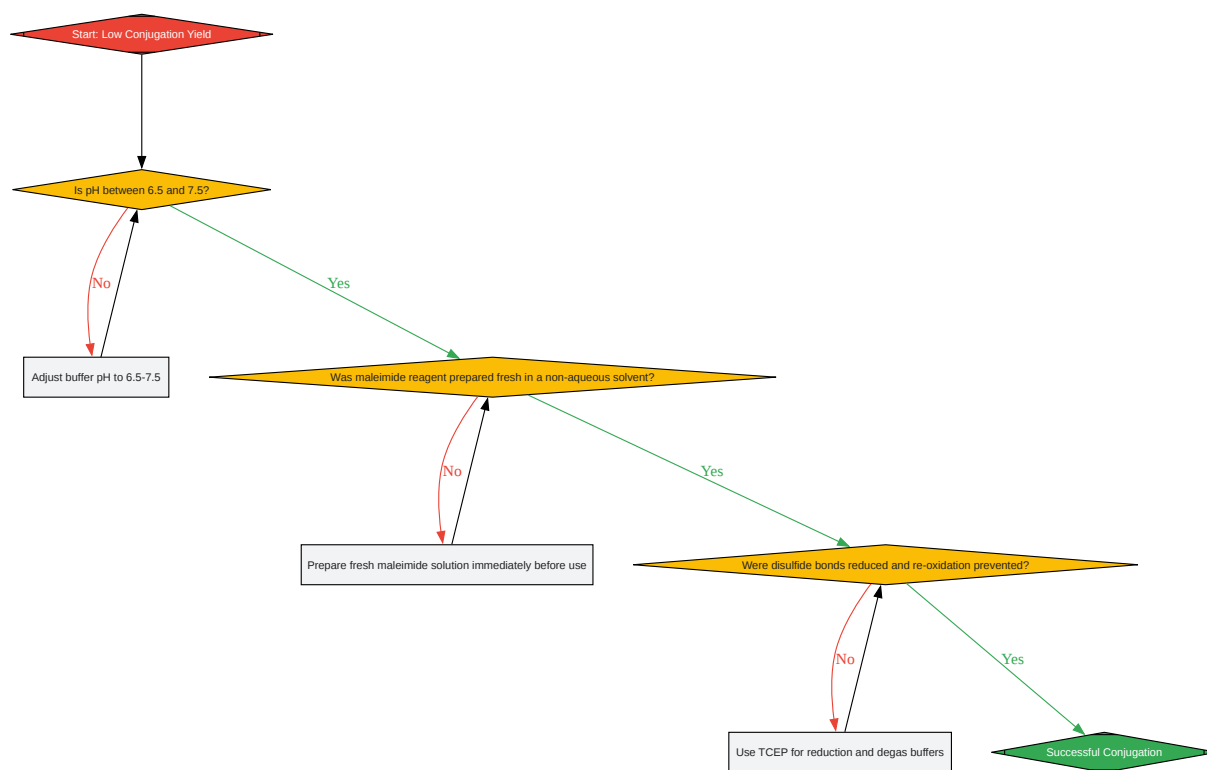 Start: Low Conjugation Yield
Is pH between 6.5 and 7.5?
No
Yes
Adjust buffer pH to 6.5-7.5
Was maleimide reagent prepared fresh in a non-aqueous solvent?
No
Yes
Prepare fresh maleimide solution immediately before use
Were disulfide bonds reduced and re-oxidation prevented?
No
Yes
Use TCEP for reduction and degas buffers
Successful Conjugation